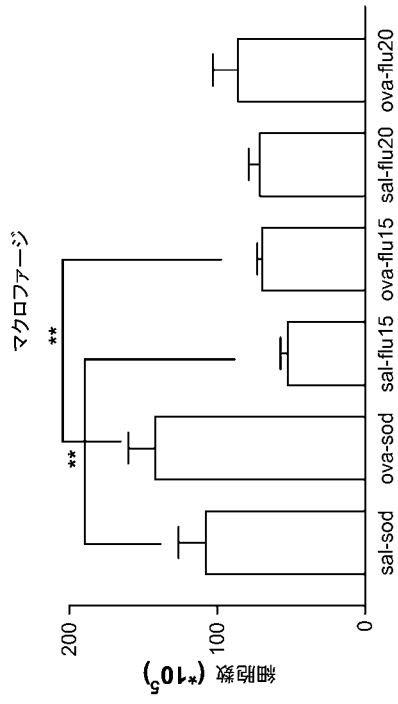 マクロファージ
**
**
細胞数 (*10⁵)
200
100
0
sal-sod
ova-sod
sal-flu15
ova-flu15
sal-flu20
ova-flu20